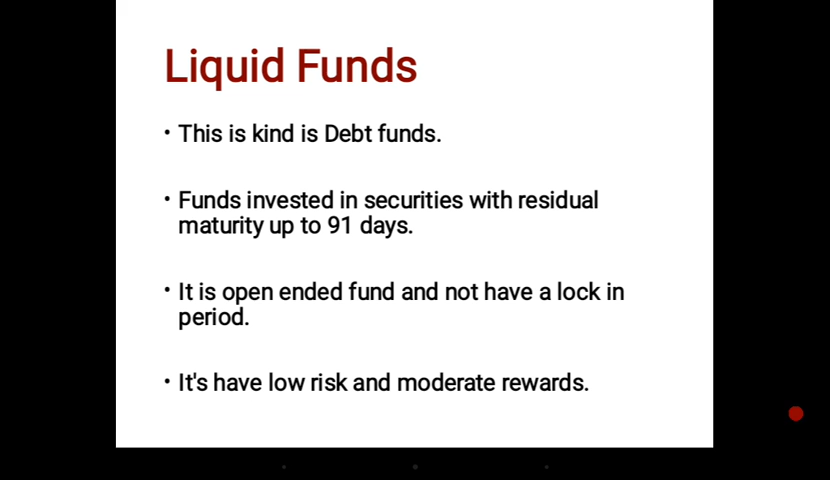 Liquid Funds
• This is kind is Debt funds.
• Funds invested in securities with residual
maturity up to 91 days.
• It is open ended fund and not have a lock in
period.
• It's have low risk and moderate rewards.